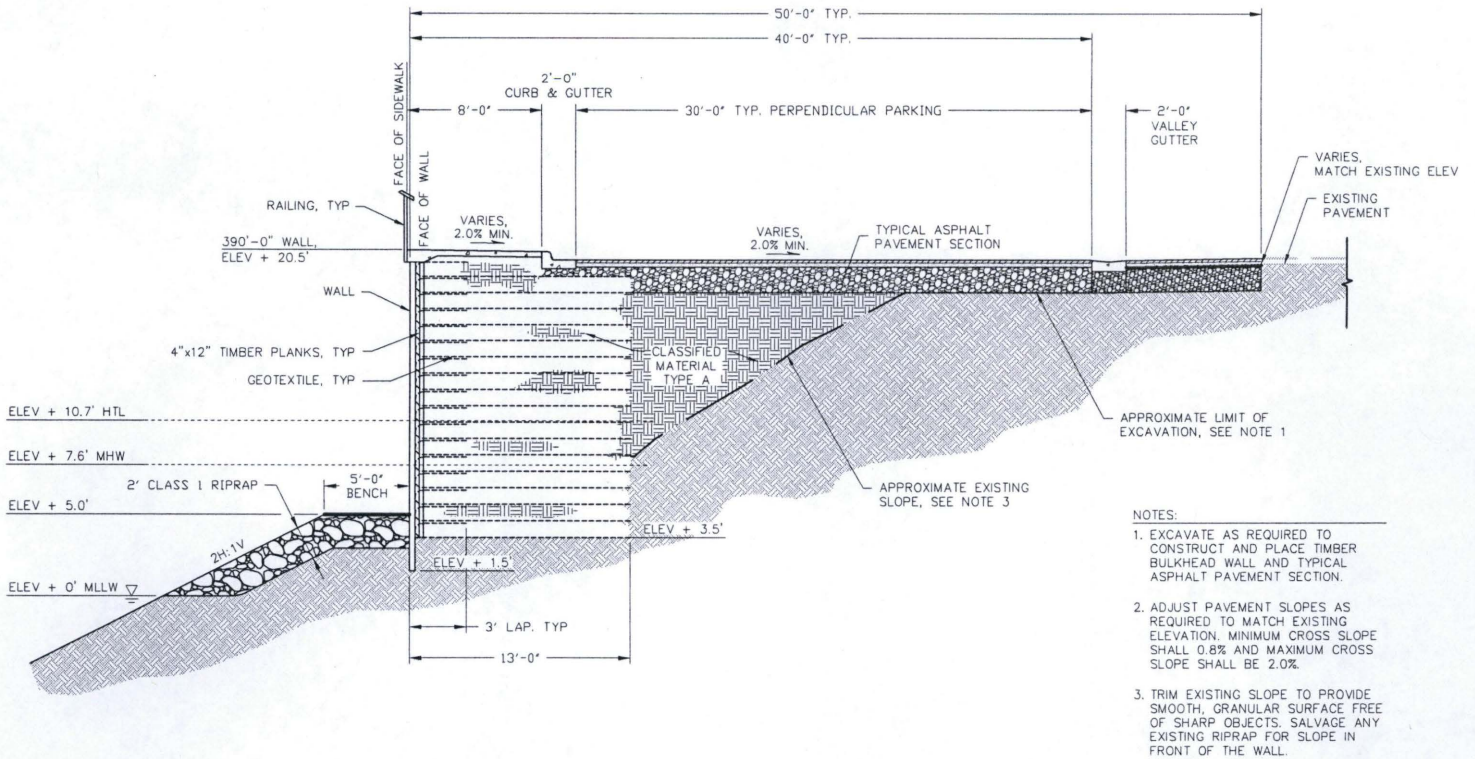 50'-0" TYP.
40'-0" TYP.
2'-0"
CURB & GUTTER
8'-0"
30'-0" TYP. PERPENDICULAR PARKING
2'-0"
VALLEY
GUTTER
FACE OF SIDEWALK
FACE OF WALL
VARIES,
MATCH EXISTING ELEV
EXISTING
PAVEMENT
RAILING, TYP
VARIES,
2.0% MIN.
VARIES,
2.0% MIN.
TYPICAL ASPHALT
PAVEMENT SECTION
390'-0" WALL,
ELEV + 20.5'
WALL
4"x12" TIMBER PLANKS, TYP
GEOTEXTILE, TYP
CLASSIFIED
MATERIAL
TYPE A
ELEV + 10.7' HTL
APPROXIMATE LIMIT OF
EXCAVATION, SEE NOTE 1
ELEV + 7.6' MHW
2' CLASS 1 RIPRAP
5'-0"
BENCH
APPROXIMATE EXISTING
SLOPE, SEE NOTE 3
ELEV + 5.0'
ELEV + 3.5'
2H:1V
ELEV + 1.5'
ELEV + 0' MLLW
3' LAP. TYP
13'-0"
NOTES:
1. EXCAVATE AS REQUIRED TO
CONSTRUCT AND PLACE TIMBER
BULKHEAD WALL AND TYPICAL
ASPHALT PAVEMENT SECTION.
2. ADJUST PAVEMENT SLOPES AS
REQUIRED TO MATCH EXISTING
ELEVATION. MINIMUM CROSS SLOPE
SHALL 0.8% AND MAXIMUM CROSS
SLOPE SHALL BE 2.0%.
3. TRIM EXISTING SLOPE TO PROVIDE
SMOOTH, GRANULAR SURFACE FREE
OF SHARP OBJECTS. SALVAGE ANY
EXISTING RIPRAP FOR SLOPE IN
FRONT OF THE WALL.